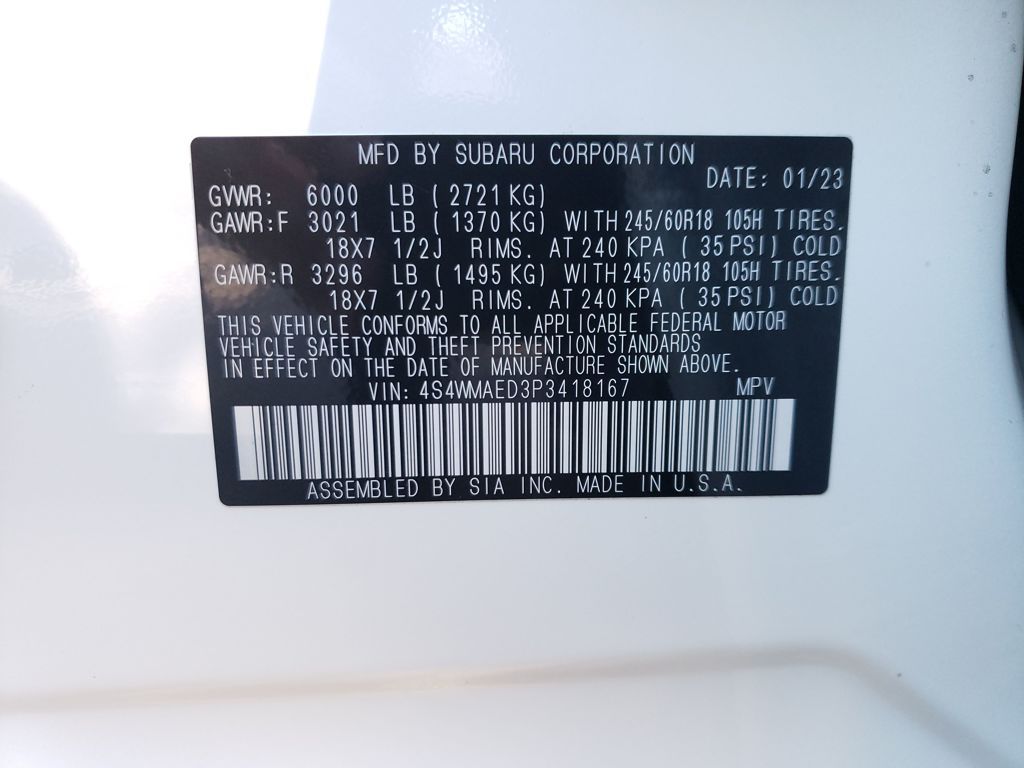 MFD BY SUBARU CORPORATION
DATE: 01/23
GVWR: 6000 LB ( 2721 KG)
GAWR:F 3021 LB ( 1370 KG) WITH 245/60R18 105H TIRES.
18X7 1/2J RIMS. AT 240 KPA ( 35 PSI) COLD
GAWR:R 3296 LB ( 1495 KG) WITH 245/60R18 105H TIRES.
18X7 1/2J RIMS. AT 240 KPA ( 35 PSI) COLD
THIS VEHICLE CONFORMS TO ALL APPLICABLE FEDERAL MOTOR
VEHICLE SAFETY AND THEFT PREVENTION STANDARDS
IN EFFECT ON THE DATE OF MANUFACTURE SHOWN ABOVE.
VIN: 4S4WMAED3P3418167 MPV
ASSEMBLED BY SIA INC. MADE IN U.S.A.